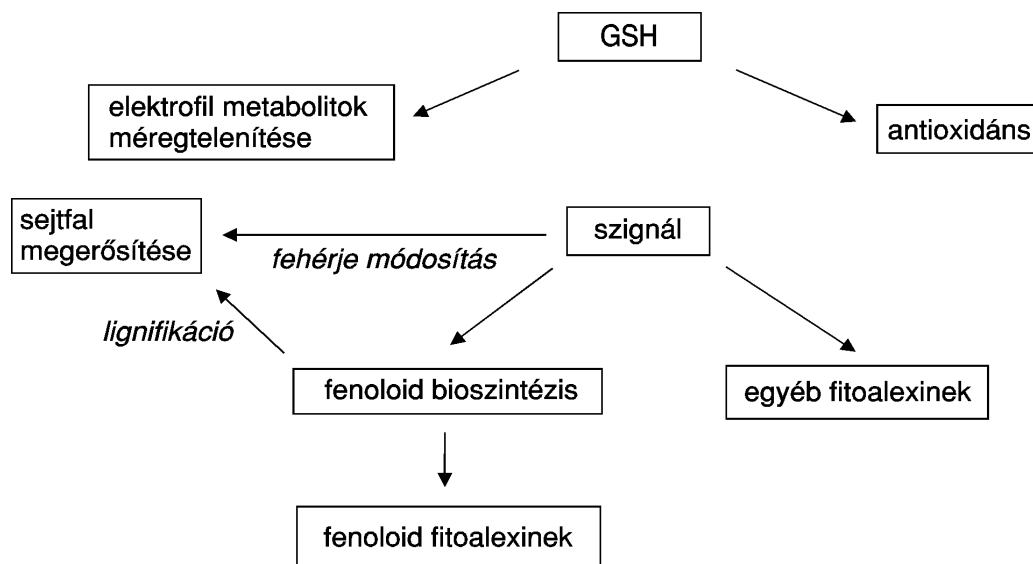 GSH
elektrofil metabolitok
méregtelenítése
antioxidáns
sejtfal
megerősítése
szignál
fehérje módosítás
lignifikáció
fenoloid bioszintézis
egyéb fitoalexinek
fenoloid fitoalexinek